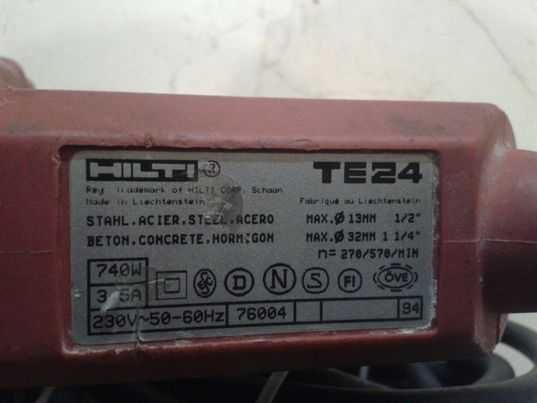 HILTI ® TE24
Reg. Trademark of HILTI CORP. Schaan
Made in Liechtenstein Fabriqué au Liechtenstein
STAHL.ACIER.STEEL.ACERO MAX.Ø 13MM 1/2"
BETON.CONCRETE.HORMIGON MAX.Ø 32MM 1 1/4"
n= 270/570/MIN
740W
D N S FI ÖVE
230V~50-60Hz 76004 94